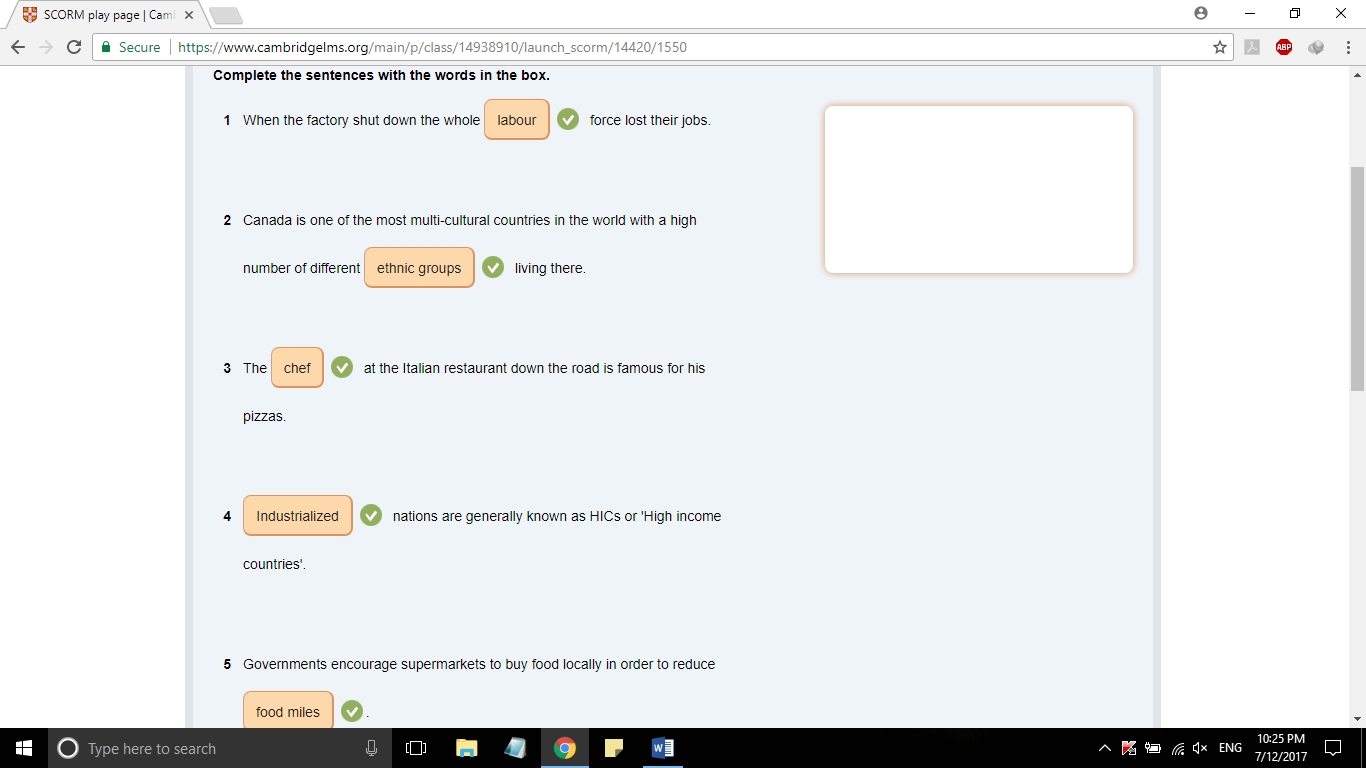 SCORM play page | Cam
Secure https://www.cambridgelms.org/main/p/class/14938910/launch_scorm/14420/1550
ABP
Complete the sentences with the words in the box.
1 When the factory shut down the whole labour force lost their jobs.
2 Canada is one of the most multi-cultural countries in the world with a high
number of different ethnic groups living there.
3 The chef at the Italian restaurant down the road is famous for his
pizzas.
4 Industrialized nations are generally known as HICs or 'High income
countries'.
5 Governments encourage supermarkets to buy food locally in order to reduce
food miles .
Type here to search
ENG
10:25 PM
7/12/2017